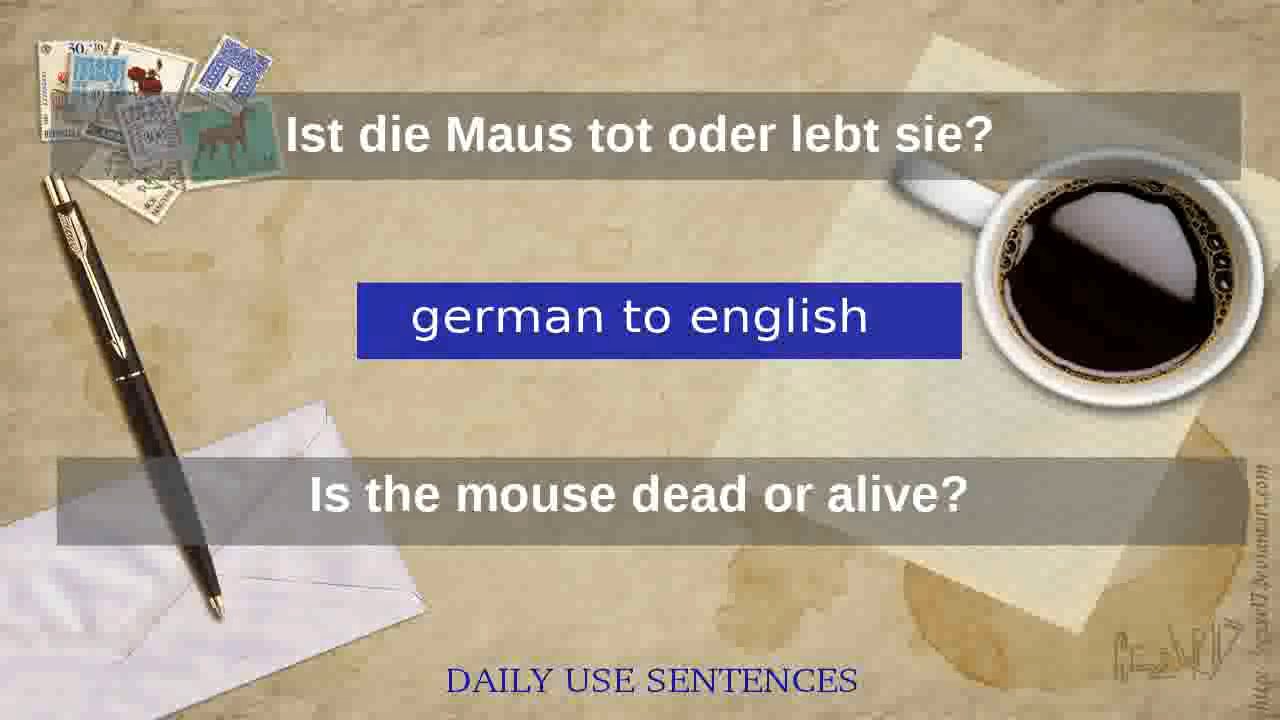 Ist die Maus tot oder lebt sie?
german to english
Is the mouse dead or alive?
DAILY USE SENTENCES